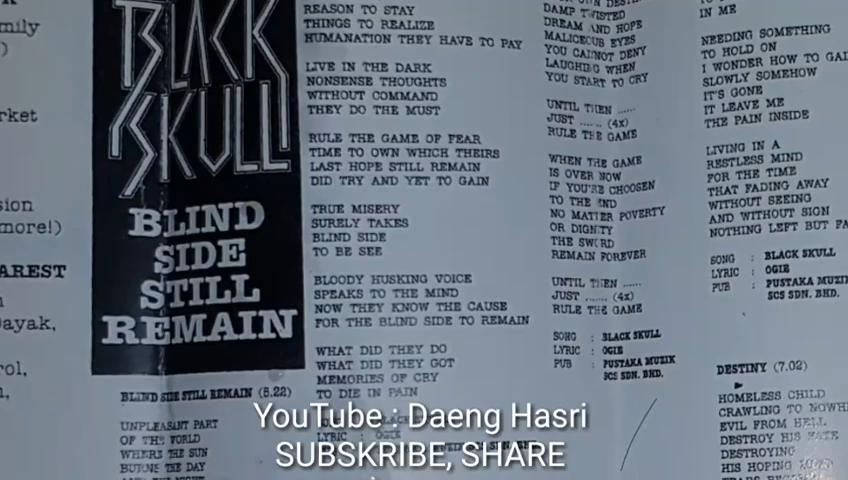 mily
)
rket
sion
more!)
AREST
Dayak,
rol,
BLACK
SKULL
BLIND
SIDE
STILL
REMAIN
BLIND SIDE STILL REMAIN (5.22)
UNPLEASANT PART
OF THE WORLD
WHERE THE SUN
BURNS THE DAY
REASON TO STAY
THINGS TO REALIZE
HUMANATION THEY HAVE TO PAY
LIVE IN THE DARK
NONSENSE THOUGHTS
WITHOUT COMMAND
THEY DO THE MUST
RULE THE GAME OF FEAR
TIME TO OWN WHICH THEIRS
LAST HOPE STILL REMAIN
DID TRY AND YET TO GAIN
TRUE MISERY
SURELY TAKES
BLIND SIDE
TO BE SEE
BLOODY HUSKING VOICE
SPEAKS TO THE MIND
NOW THEY KNOW THE CAUSE
FOR THE BLIND SIDE TO REMAIN
WHAT DID THEY DO
WHAT DID THEY GOT
MEMORIES OF CRY
TO DIE IN PAIN
LYRIC : OGIE
DAMP TWISTED
DREAM AND HOPE
MALICEOUS EYES
YOU CANNOT DENY
LAUGHING WHEN
YOU START TO CRY
UNTIL THEN ......
JUST ...... (4x)
RULE THE GAME
WHEN THE GAME
IS OVER NOW
IF YOU'RE CHOOSEN
TO THE END
NO MATTER POVERTY
OR DIGNITY
THE SWORD
REMAIN FOREVER
UNTIL THEN ......
JUST ...... (4x)
RULE THE GAME
SONG : BLACK SKULL
LYRIC : OGIE
PUB : PUSTAKA MUZIK
SCS SDN. BHD.
IN ME
NEEDING SOMETHING
TO HOLD ON
I WONDER HOW TO GAI
SLOWLY SOMEHOW
IT'S GONE
IT LEAVE ME
THE PAIN INSIDE
LIVING IN A
RESTLESS MIND
FOR THE TIME
THAT FADING AWAY
WITHOUT SEEING
AND WITHOUT SIGN
NOTHING LEFT BUT PA
SONG : BLACK SKULL
LYRIC : OGIE
PUB : PUSTAKA MUZIK
SCS SDN. BHD.
DESTINY (7.02)
HOMELESS CHILD
CRAWLING TO NOWH
EVIL FROM HELL
DESTROY HIS FATE
DESTROYING
HIS HOPING
YouTube : Daeng Hasri
SUBSKRIBE, SHARE